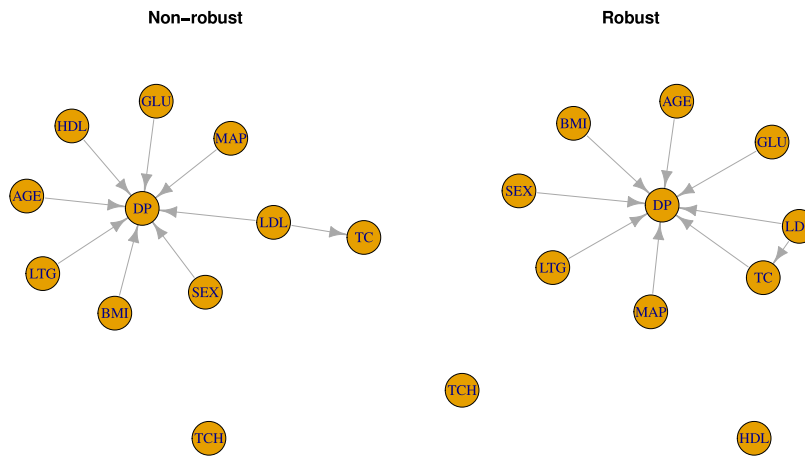 Non-robust
Robust
GLU
HDL
MAP
AGE
DP
LDL
TC
LTG
SEX
BMI
TCH
AGE
BMI
GLU
SEX
DP
LD
LTG
TC
MAP
TCH
HDL